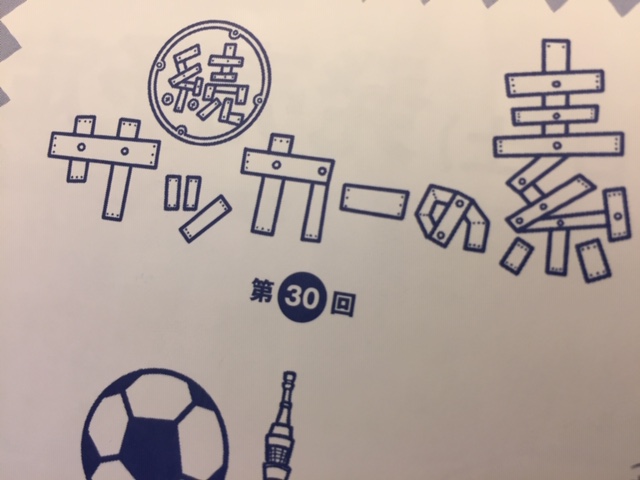 続
サッカーの素
第30回